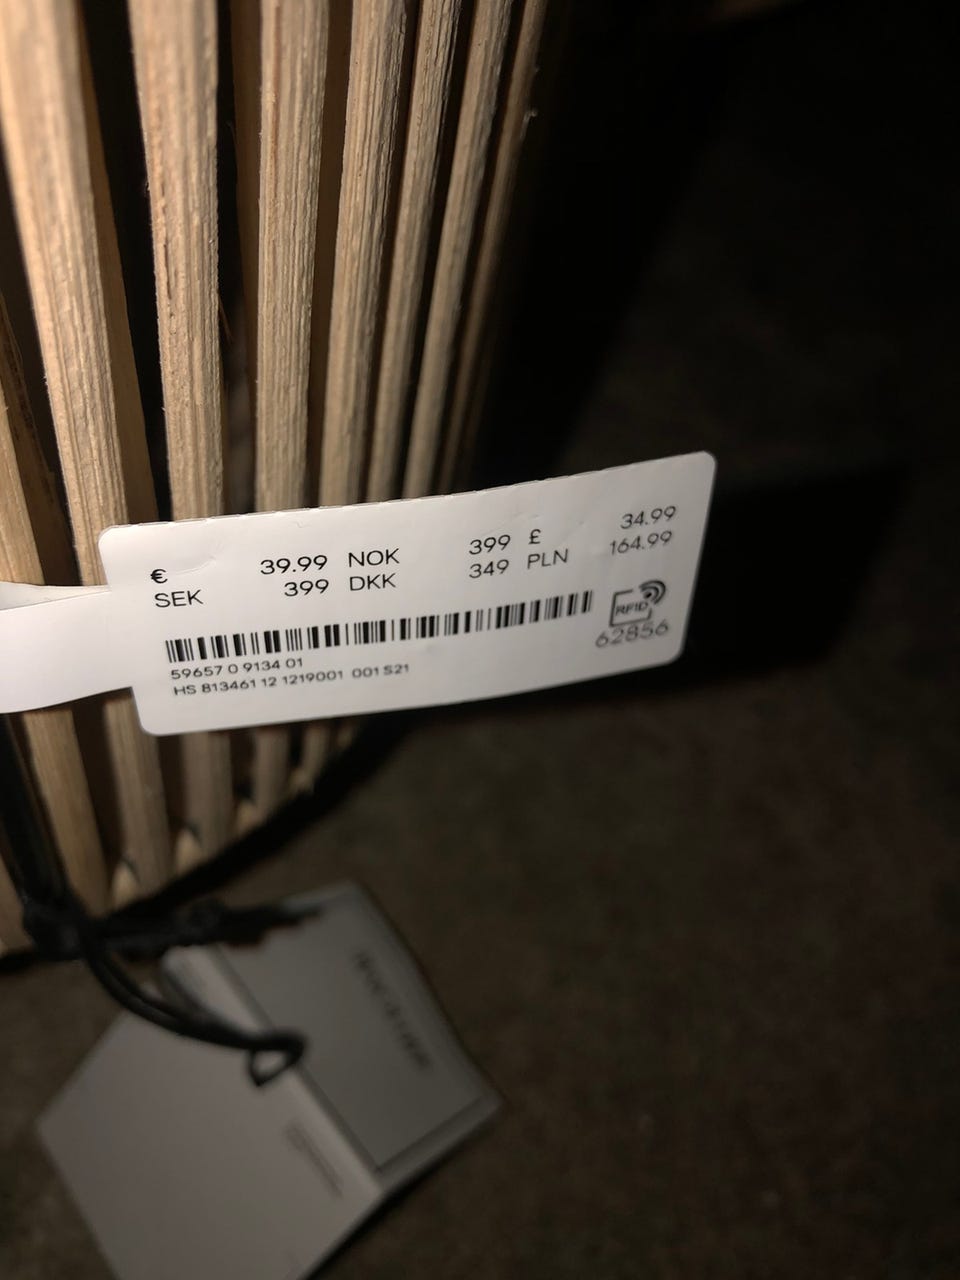 € 39.99 NOK 399 £ 34.99
SEK 399 DKK 349 PLN 164.99
RFID
62856
59657 0 9134 01
HS 813461 12 1219001 001 S21